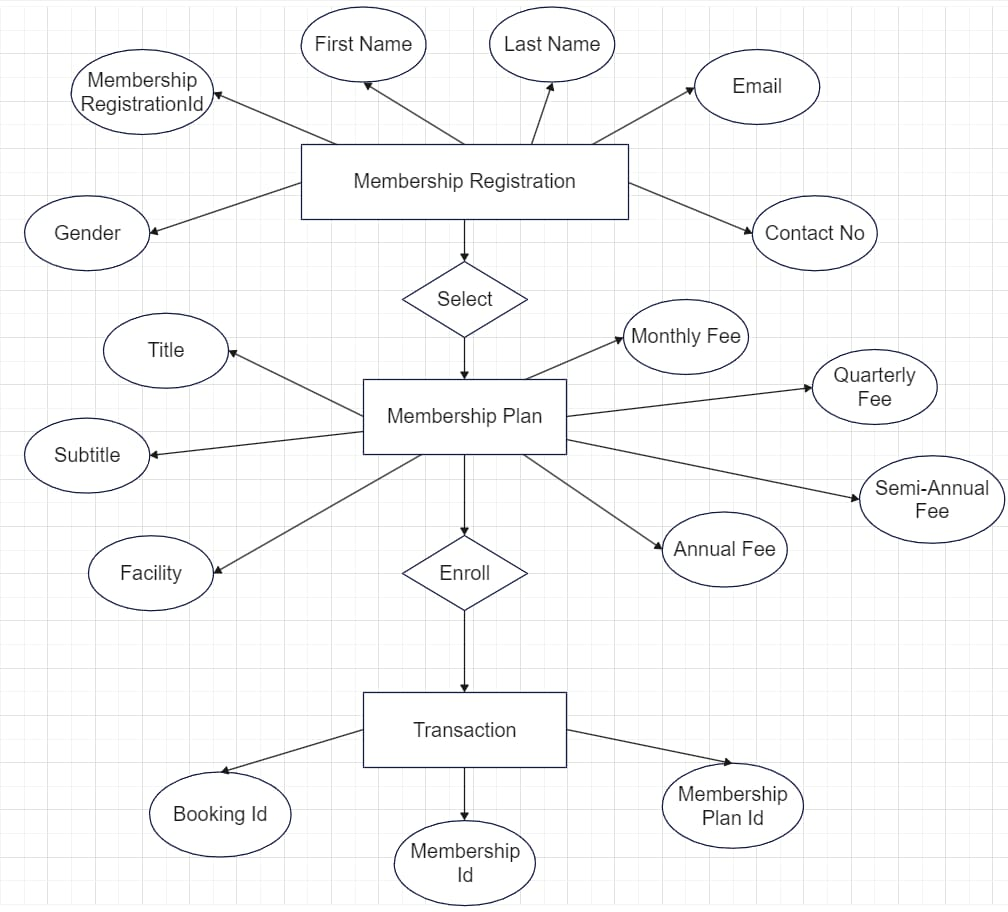 First Name
Last Name
Membership
RegistrationId
Email
Membership Registration
Gender
Contact No
Select
Title
Monthly Fee
Quarterly
Fee
Membership Plan
Subtitle
Semi-Annual
Fee
Facility
Enroll
Annual Fee
Transaction
Booking Id
Membership
Plan Id
Membership
Id